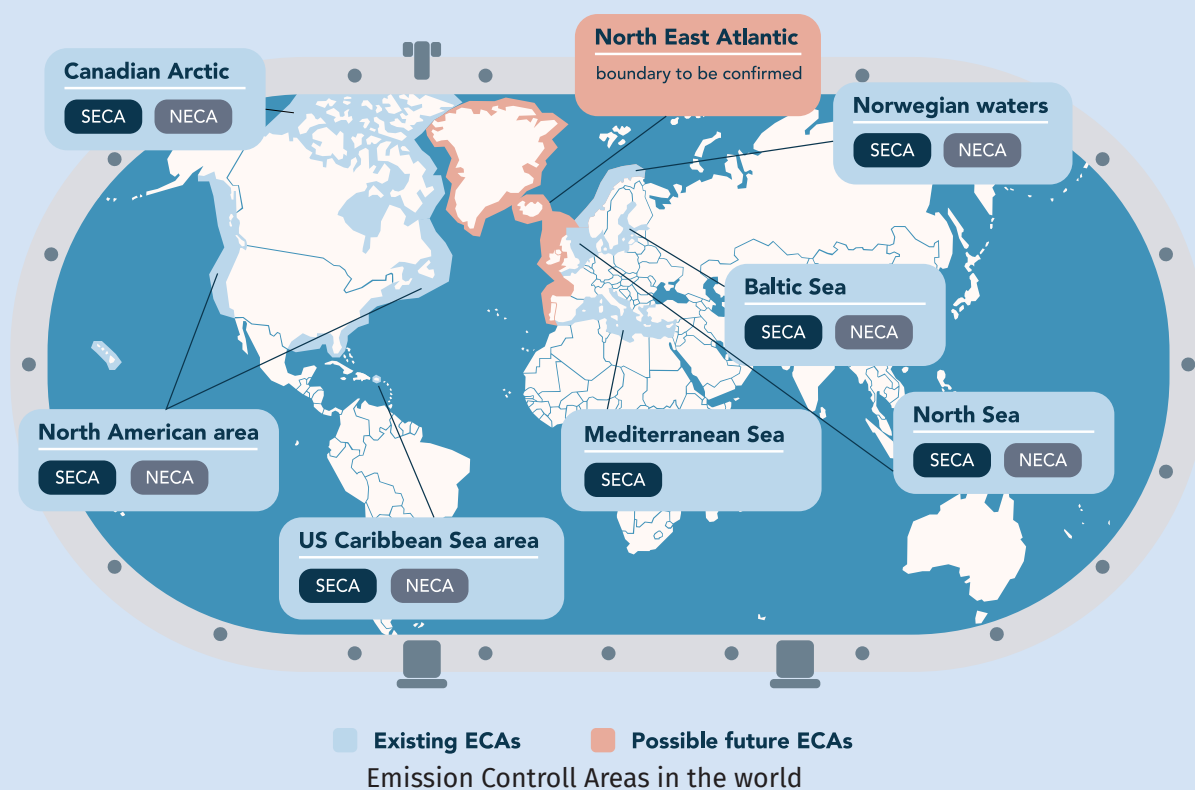 North East Atlantic
boundary to be confirmed
Canadian Arctic
SECA NECA
Norwegian waters
SECA NECA
Baltic Sea
SECA NECA
North American area
SECA NECA
Mediterranean Sea
SECA
North Sea
SECA NECA
US Caribbean Sea area
SECA NECA
Existing ECAs
Possible future ECAs
Emission Controll Areas in the world